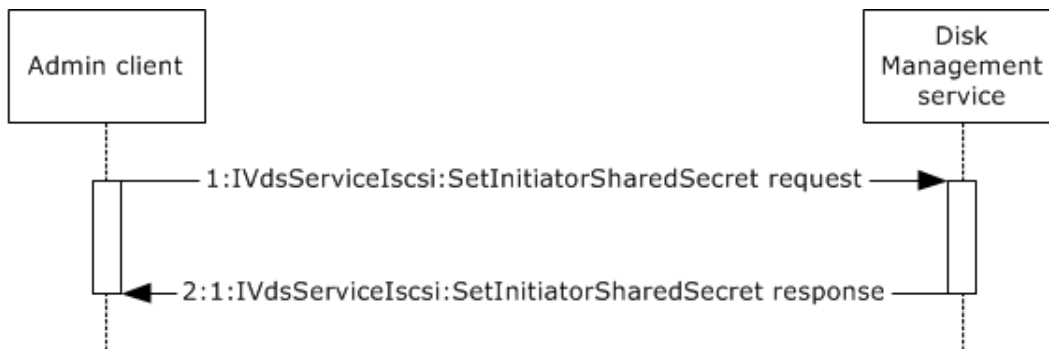 Admin client
Disk
Management
service
1:IVdsServiceIscsi:SetInitiatorSharedSecret request
2:1:IVdsServiceIscsi:SetInitiatorSharedSecret response